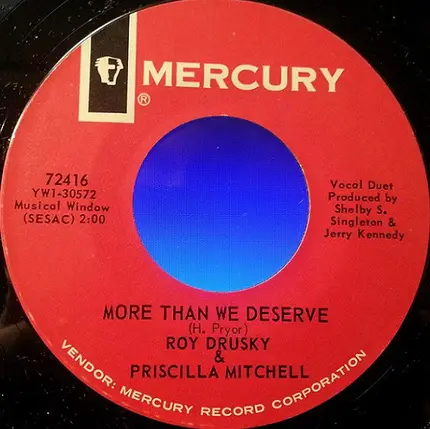 MERCURY
®
72416
YW1-30572
Musical Window
(SESAC) 2:00
Vocal Duet
Produced by
Shelby S.
Singleton &
Jerry Kennedy
MORE THAN WE DESERVE
(H. Pryor)
ROY DRUSKY
&
PRISCILLA MITCHELL
VENDOR: MERCURY RECORD CORPORATION